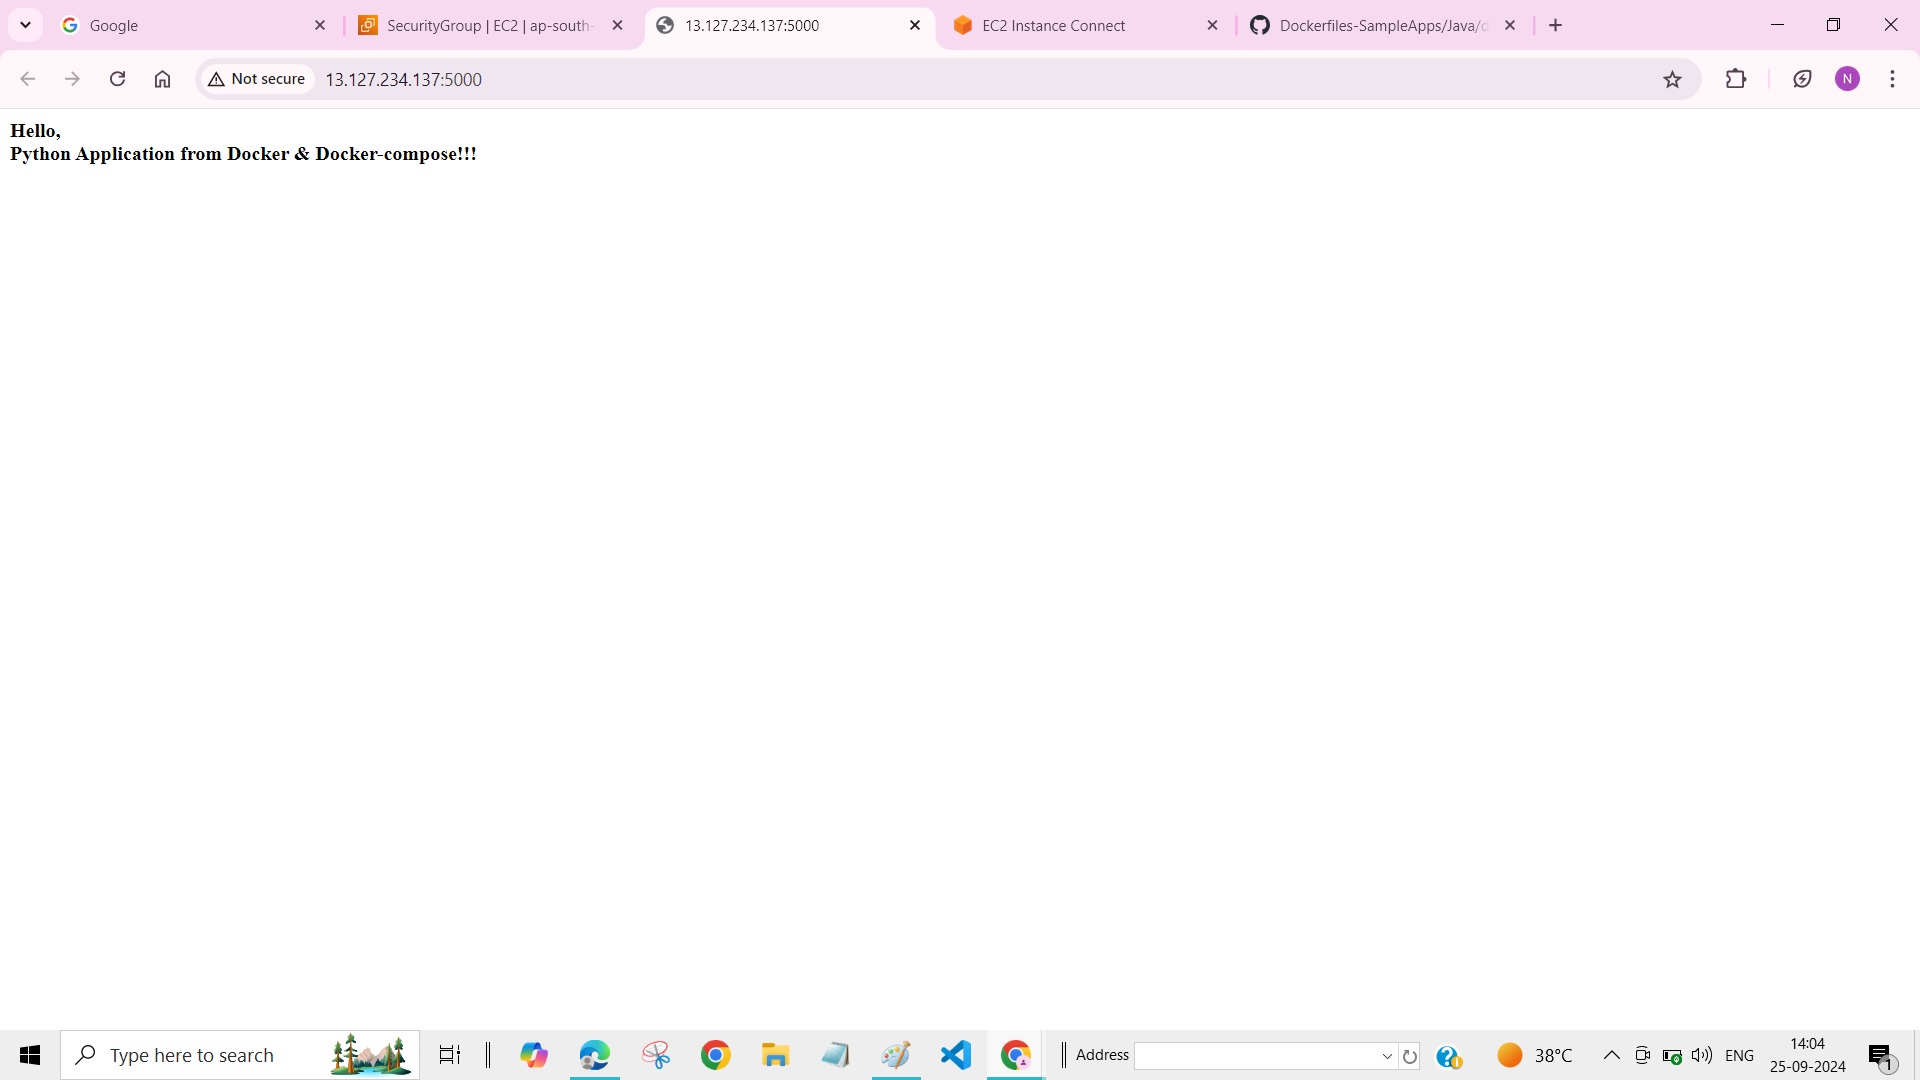 Google
SecurityGroup | EC2 | ap-south-
13.127.234.137:5000
EC2 Instance Connect
Dockerfiles-SampleApps/Java/d
Not secure
13.127.234.137:5000
N
Hello,
Python Application from Docker & Docker-compose!!!
Type here to search
Address
38°C
ENG
14:04
25-09-2024
1